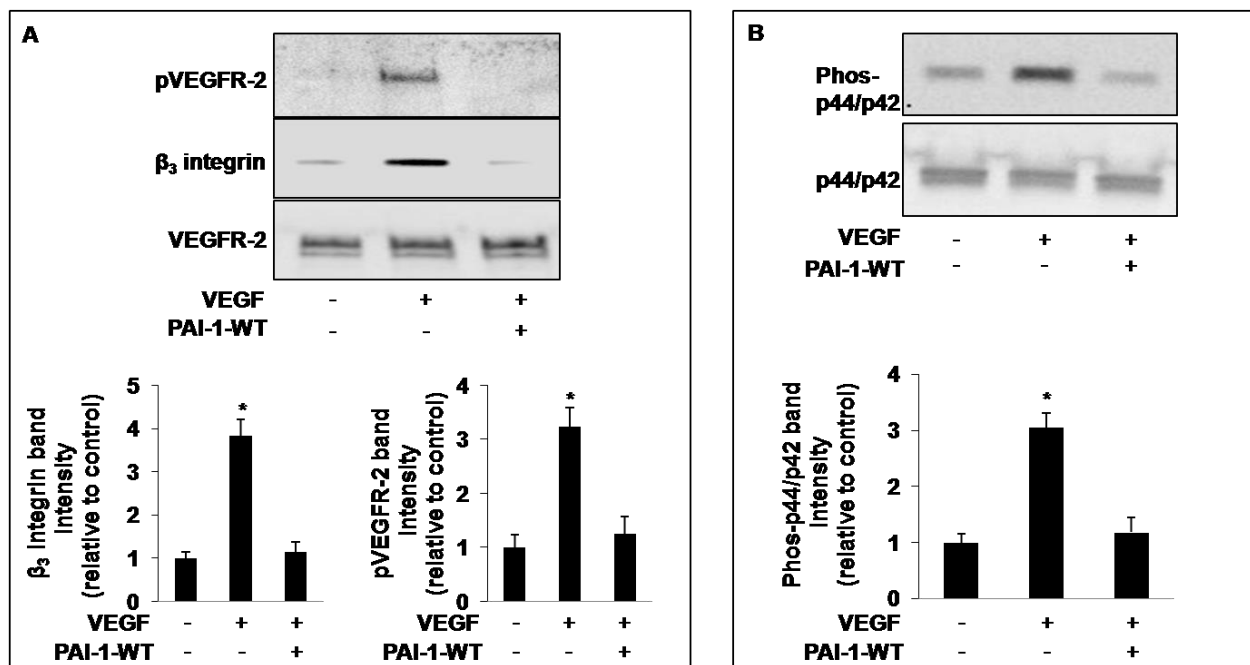 A
pVEGFR-2
β₃ integrin
VEGFR-2
VEGF - + +
PAI-1-WT - - +
β₃ Integrin band
Intensity
(relative to control)
5
4
3
2
1
0
*
VEGF - + +
PAI-1-WT - - +
pVEGFR-2 band
Intensity
(relative to control)
4
3
2
1
0
*
VEGF - + +
PAI-1-WT - - +
B
Phos-
p44/p42
p44/p42
VEGF - + +
PAI-1-WT - - +
Phos-p44/p42 band
Intensity
(relative to control)
4
3
2
1
0
*
VEGF - + +
PAI-1-WT - - +